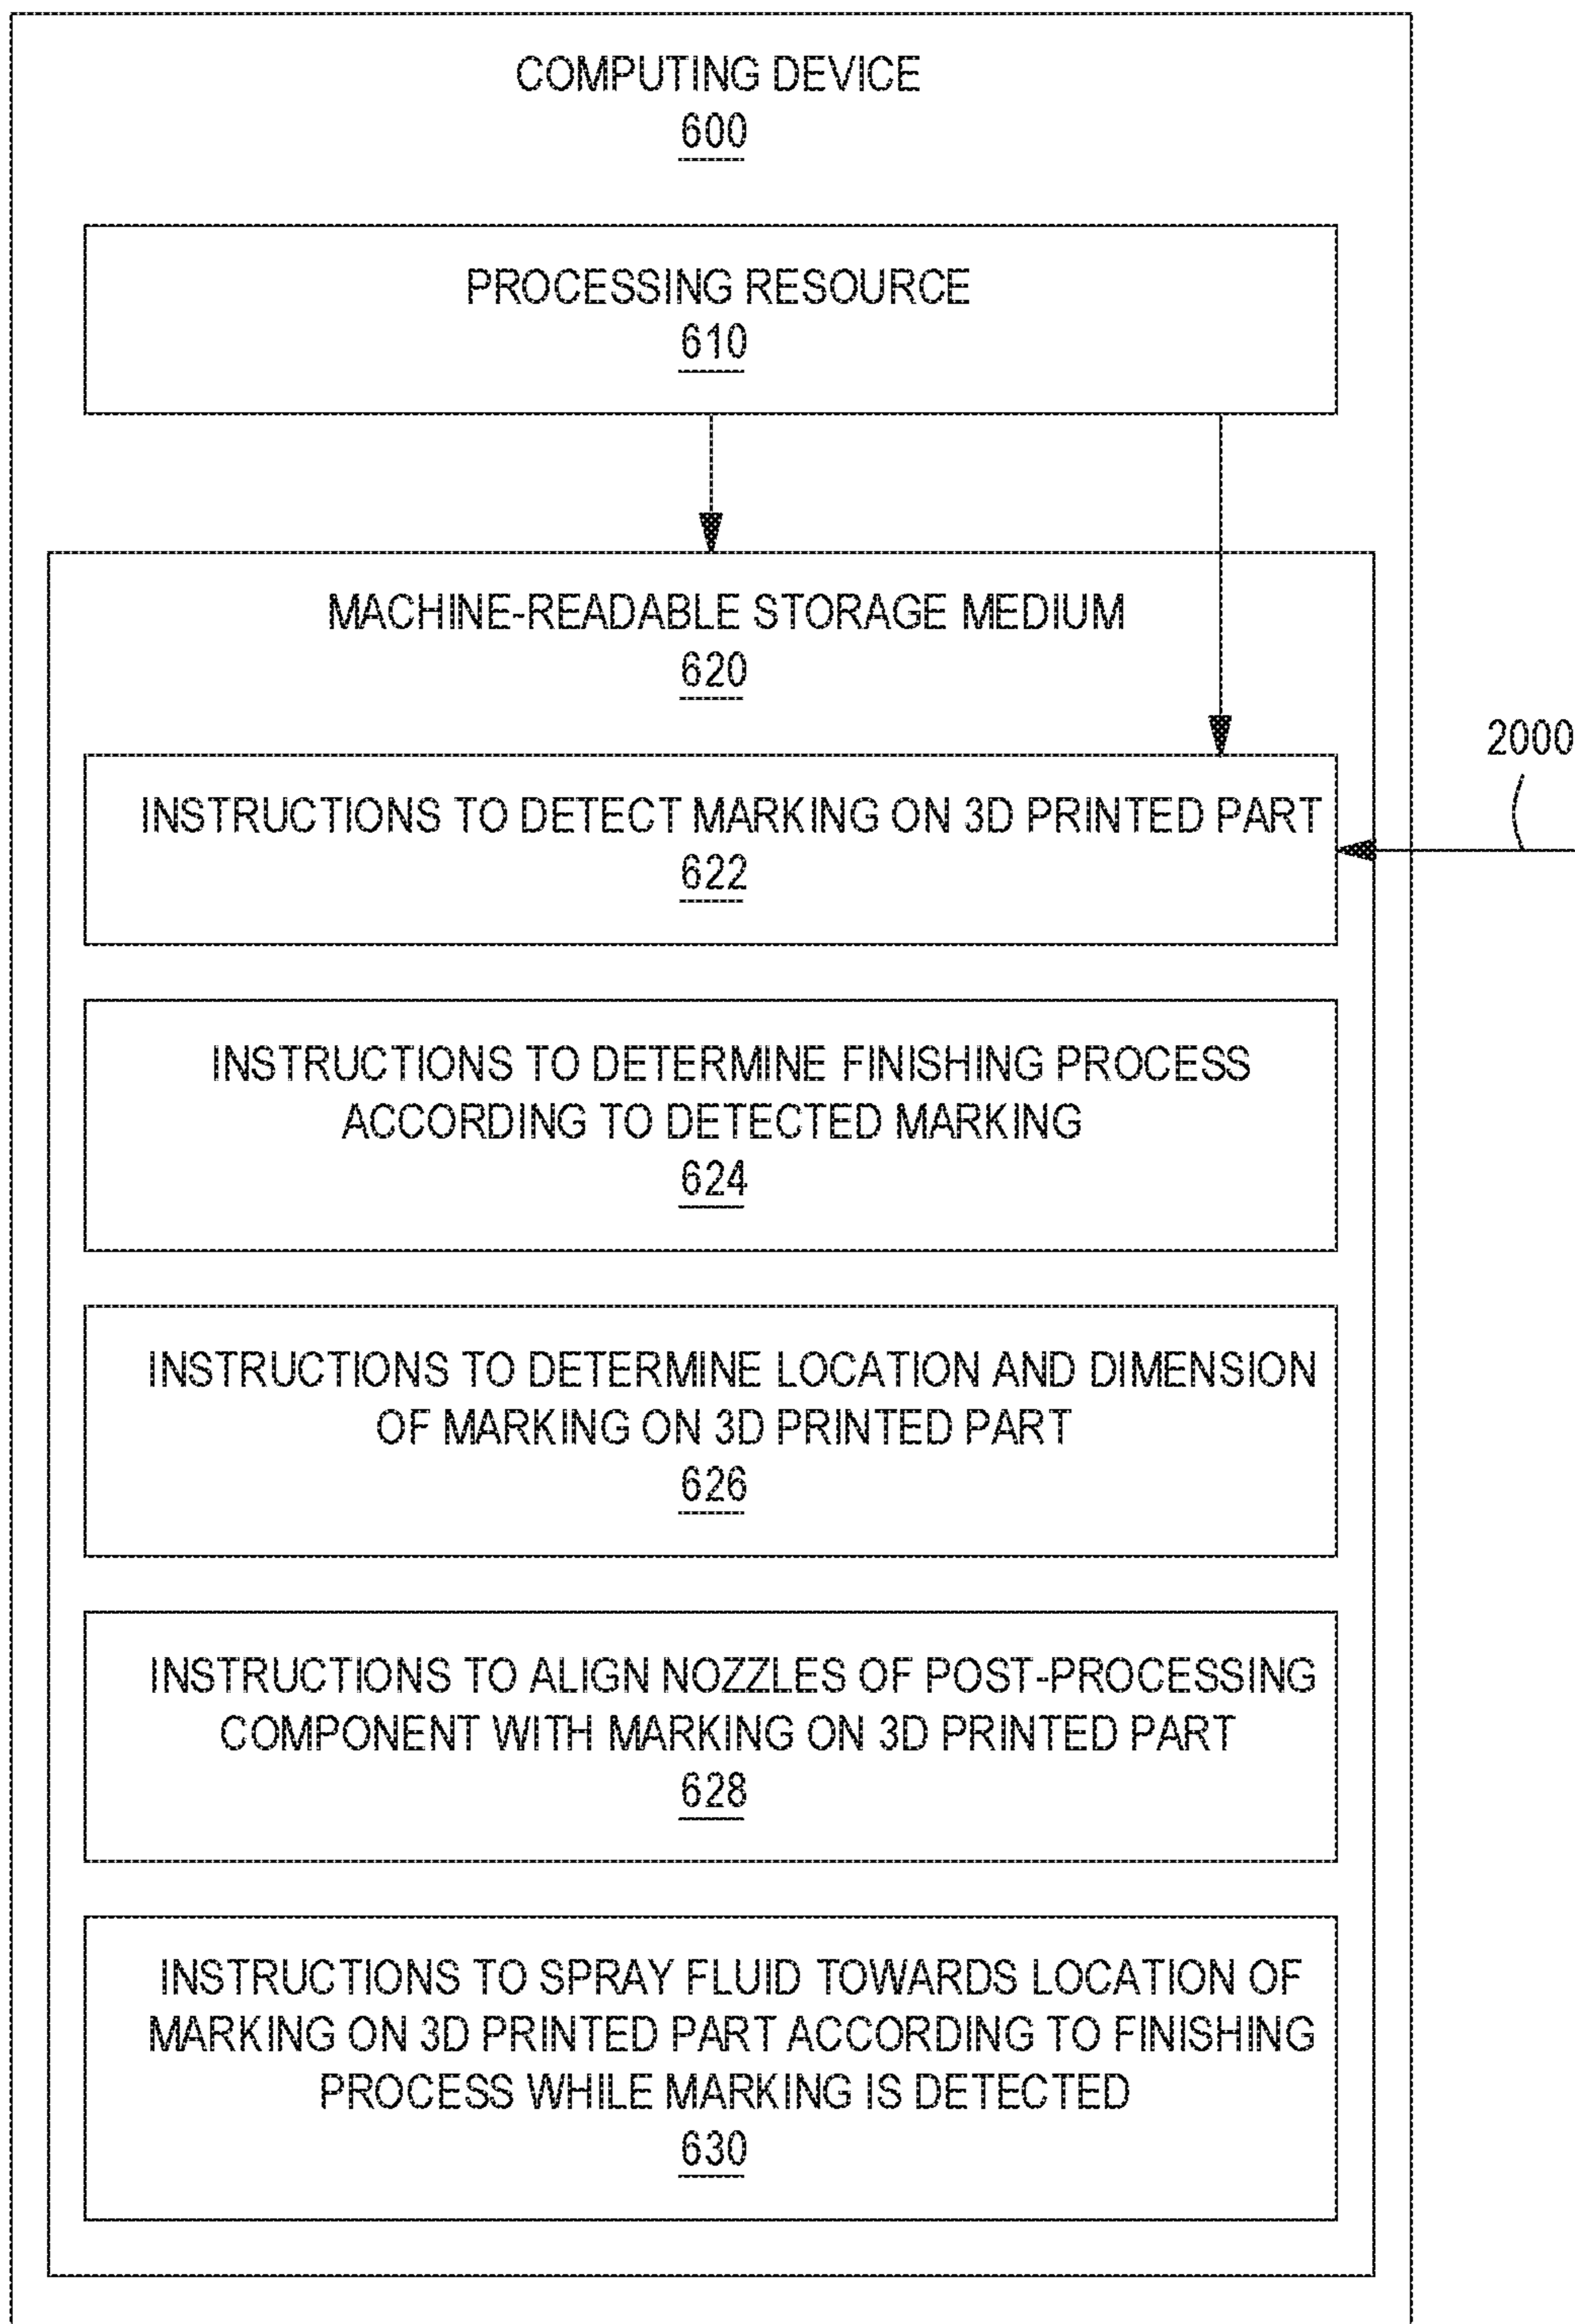 COMPUTING DEVICE
600
PROCESSING RESOURCE
610
MACHINE-READABLE STORAGE MEDIUM
620
2000
INSTRUCTIONS TO DETECT MARKING ON 3D PRINTED PART
622
INSTRUCTIONS TO DETERMINE FINISHING PROCESS
ACCORDING TO DETECTED MARKING
624
INSTRUCTIONS TO DETERMINE LOCATION AND DIMENSION
OF MARKING ON 3D PRINTED PART
626
INSTRUCTIONS TO ALIGN NOZZLES OF POST-PROCESSING
COMPONENT WITH MARKING ON 3D PRINTED PART
628
INSTRUCTIONS TO SPRAY FLUID TOWARDS LOCATION OF
MARKING ON 3D PRINTED PART ACCORDING TO FINISHING
PROCESS WHILE MARKING IS DETECTED
630